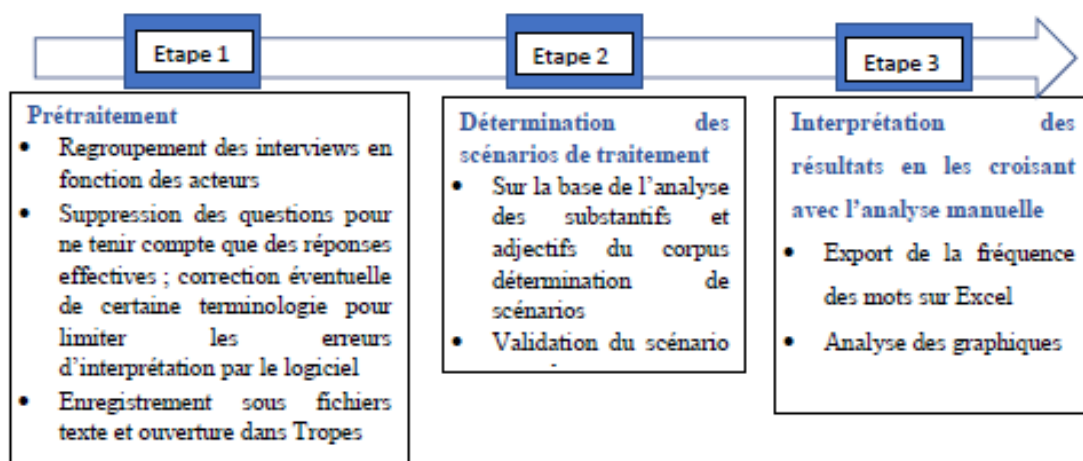 Etape 1
Etape 2
Etape 3
Prétraitement
• Regroupement des interviews en
fonction des acteurs
• Suppression des questions pour
ne tenir compte que des réponses
effectives ; correction éventuelle
de certaine terminologie pour
limiter les erreurs
d’interprétation par le logiciel
• Enregistrement sous fichiers
texte et ouverture dans Tropes
Détermination des
scénarios de traitement
• Sur la base de l’analyse
des substantifs et
adjectifs du corpus
détermination de
scénarios
• Validation du scénario
Interprétation des
résultats en les croisant
avec l’analyse manuelle
• Export de la fréquence
des mots sur Excel
• Analyse des graphiques